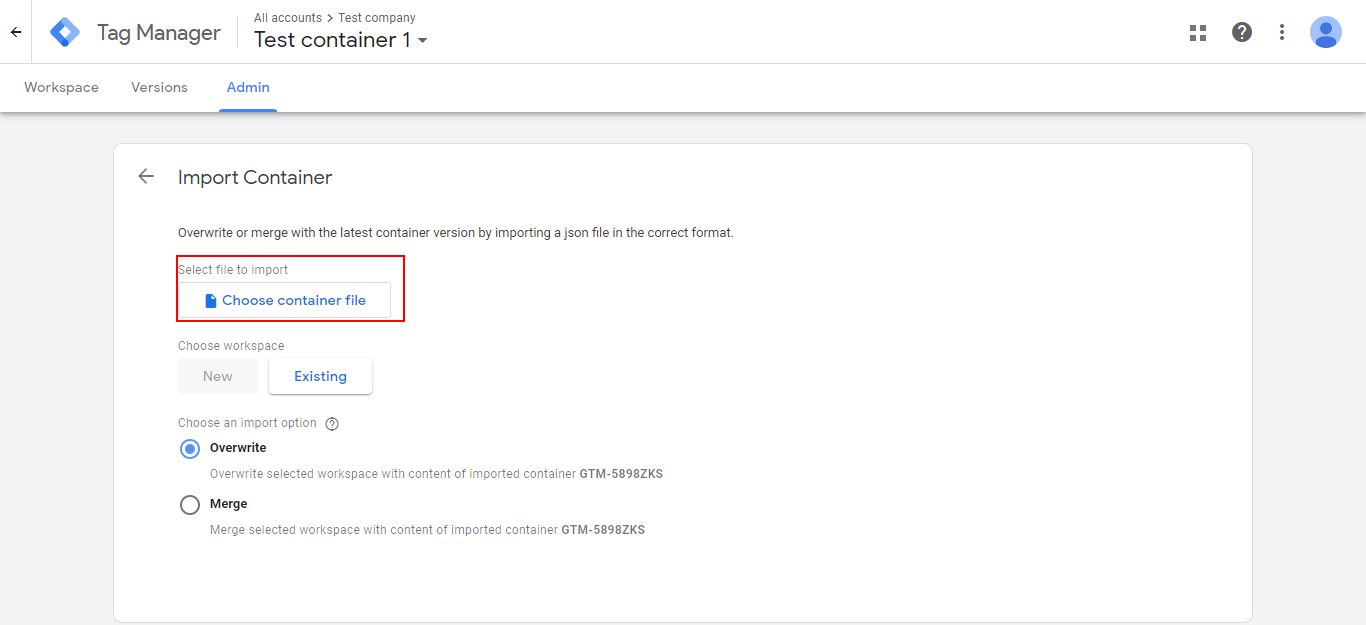 Tag Manager
All accounts > Test company
Test container 1
Workspace
Versions
Admin
Import Container
Overwrite or merge with the latest container version by importing a json file in the correct format.
Select file to import
Choose container file
Choose workspace
New
Existing
Choose an import option ?
Overwrite
Overwrite selected workspace with content of imported container GTM-5898ZKS
Merge
Merge selected workspace with content of imported container GTM-5898ZKS